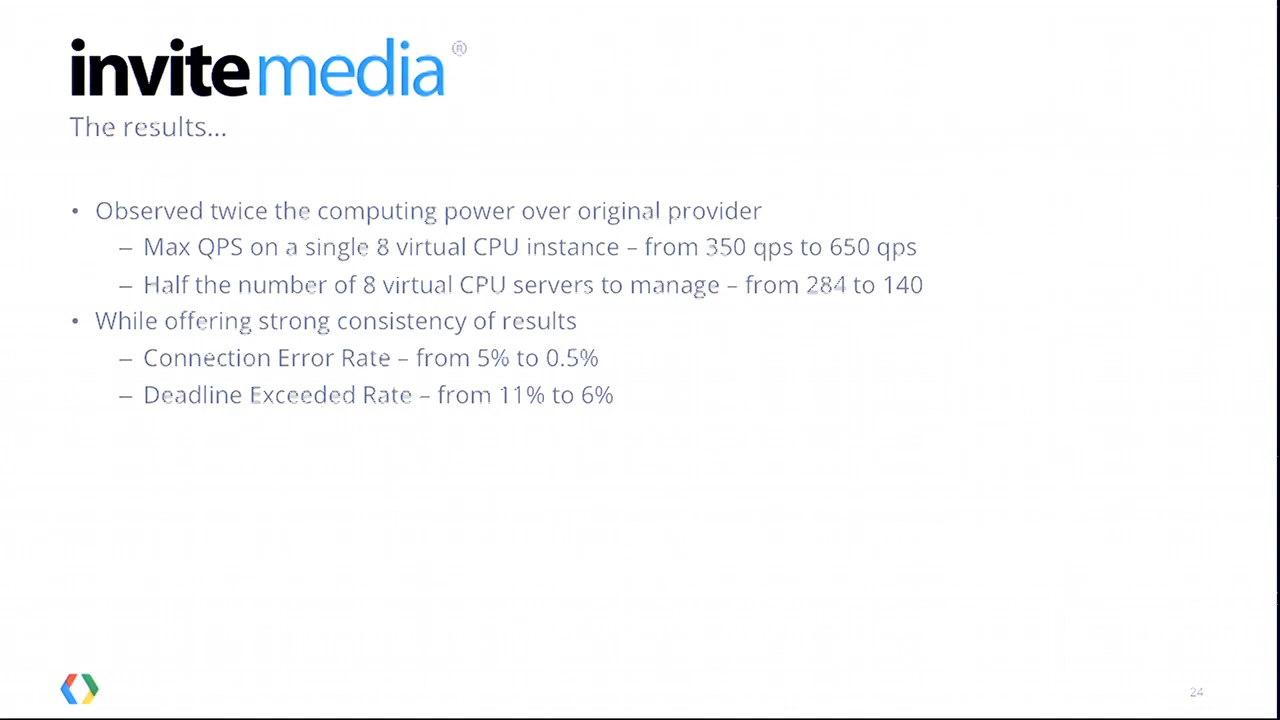 invitemedia®
The results...
• Observed twice the computing power over original provider
– Max QPS on a single 8 virtual CPU instance – from 350 qps to 650 qps
– Half the number of 8 virtual CPU servers to manage – from 284 to 140
• While offering strong consistency of results
– Connection Error Rate – from 5% to 0.5%
– Deadline Exceeded Rate – from 11% to 6%
24